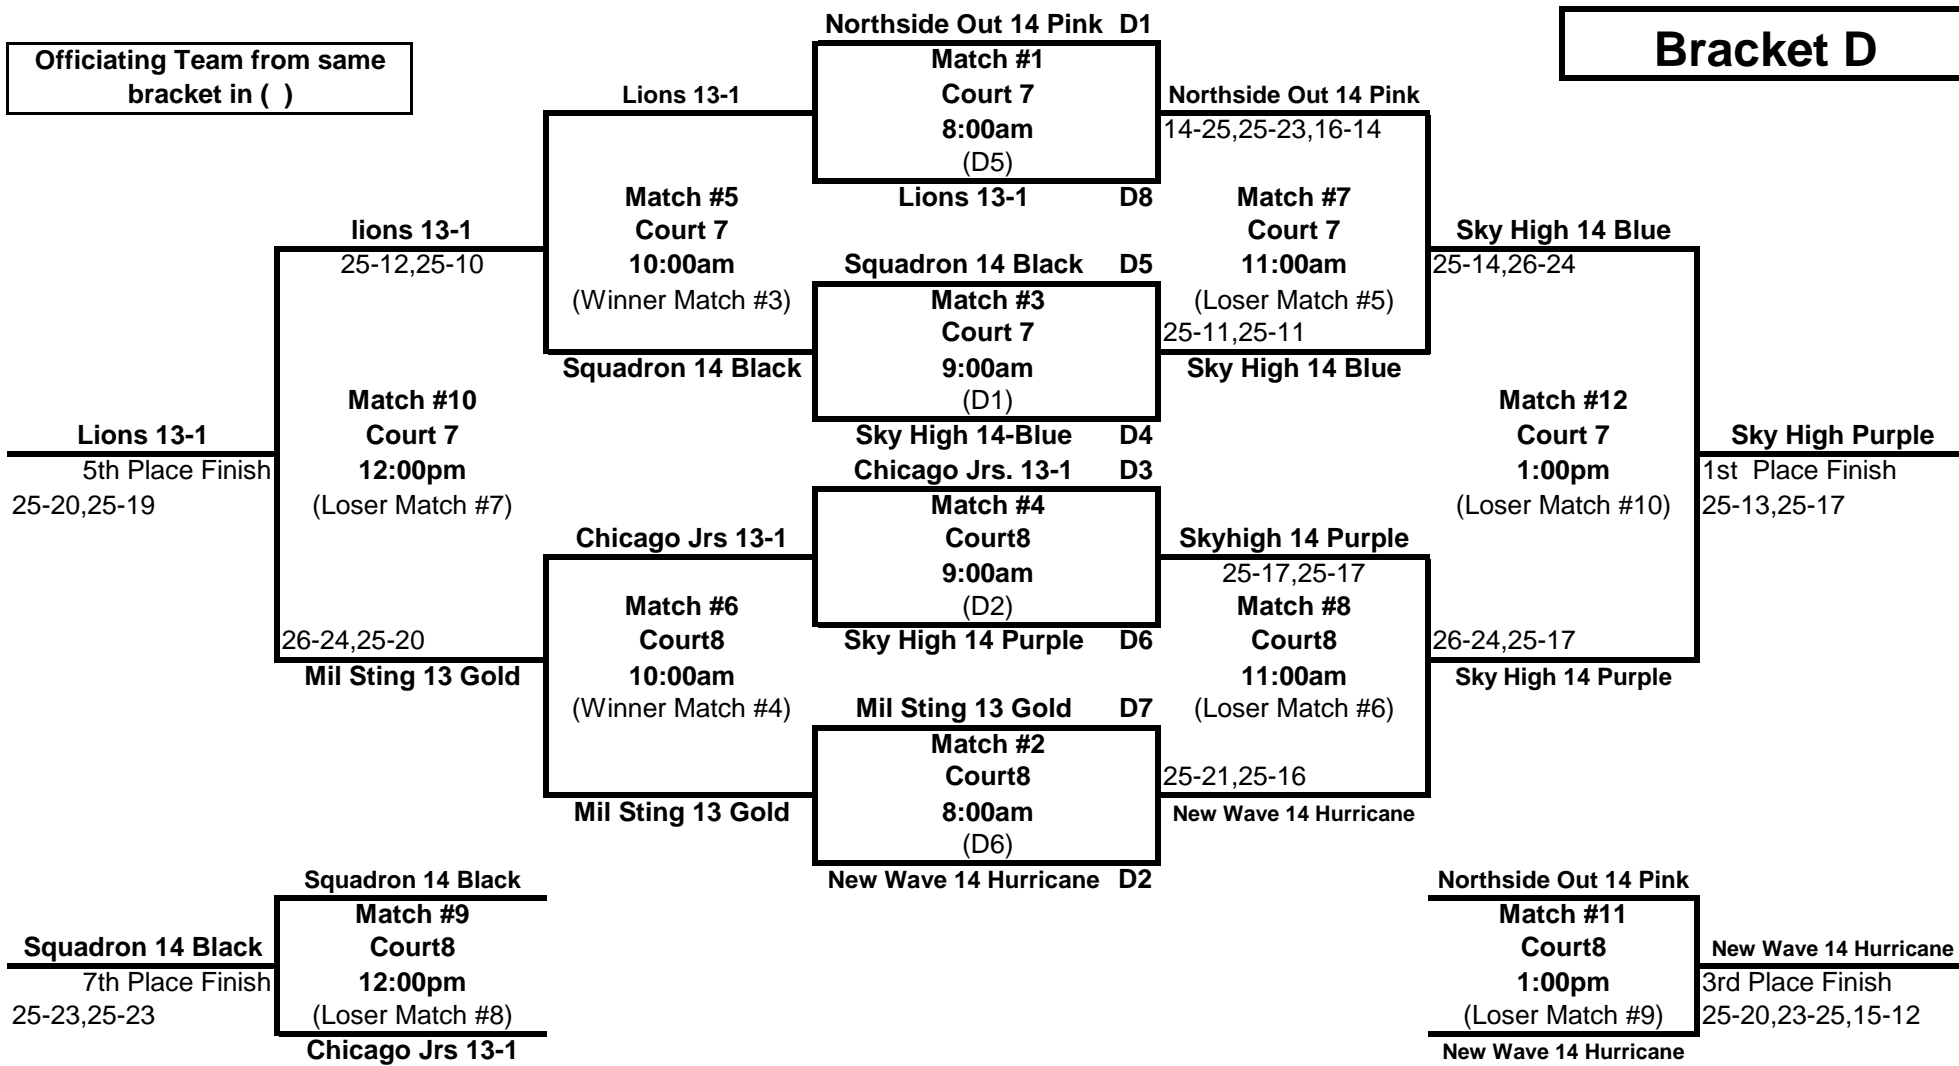 Northside Out 14 Pink D1
Bracket D
Officiating Team from same
bracket in ( )
Match #1
Court 7
8:00am
(D5)
Lions 13-1
Northside Out 14 Pink
14-25,25-23,16-14
Lions 13-1 D8
Match #5
Court 7
10:00am
(Winner Match #3)
Match #7
Court 7
11:00am
(Loser Match #5)
lions 13-1
25-12,25-10
Sky High 14 Blue
25-14,26-24
Squadron 14 Black D5
Match #3
Court 7
9:00am
(D1)
25-11,25-11
Squadron 14 Black
Sky High 14 Blue
Sky High 14-Blue D4
Match #10
Court 7
12:00pm
(Loser Match #7)
Match #12
Court 7
1:00pm
(Loser Match #10)
Lions 13-1
5th Place Finish
25-20,25-19
Sky High Purple
1st  Place Finish
25-13,25-17
Chicago Jrs. 13-1 D3
Match #4
Court8
9:00am
(D2)
Chicago Jrs 13-1
Skyhigh 14 Purple
25-17,25-17
Sky High 14 Purple D6
Match #6
Court8
10:00am
(Winner Match #4)
Match #8
Court8
11:00am
(Loser Match #6)
26-24,25-20
Mil Sting 13 Gold
26-24,25-17
Sky High 14 Purple
Mil Sting 13 Gold D7
Match #2
Court8
8:00am
(D6)
25-21,25-16
Mil Sting 13 Gold
New Wave 14 Hurricane
New Wave 14 Hurricane D2
Squadron 14 Black
Match #9
Court8
12:00pm
(Loser Match #8)
Chicago Jrs 13-1
Squadron 14 Black
7th Place Finish
25-23,25-23
Northside Out 14 Pink
Match #11
Court8
1:00pm
(Loser Match #9)
New Wave 14 Hurricane
New Wave 14 Hurricane
3rd Place Finish
25-20,23-25,15-12